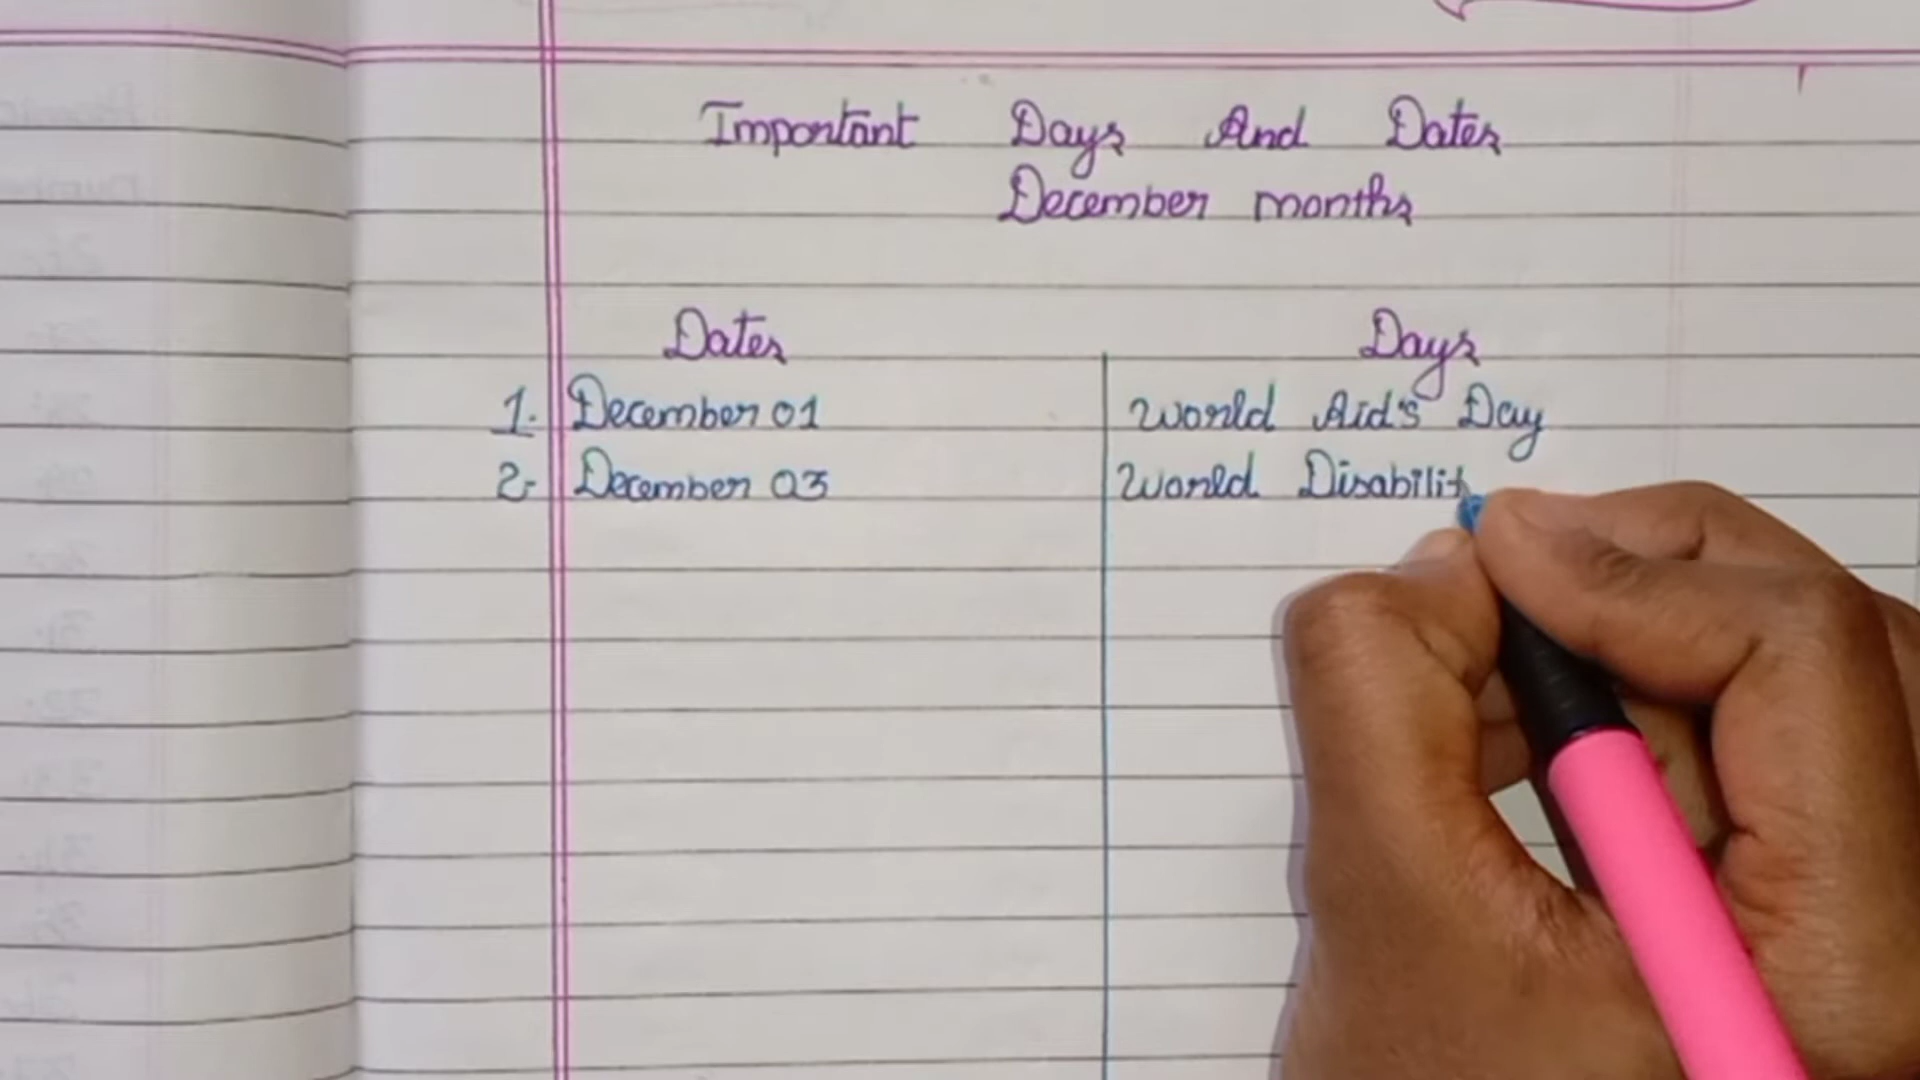 Important Days And Dates
December months
Dates Days
1. December 01 World Aid's Day
2. December 03 World Disabilit